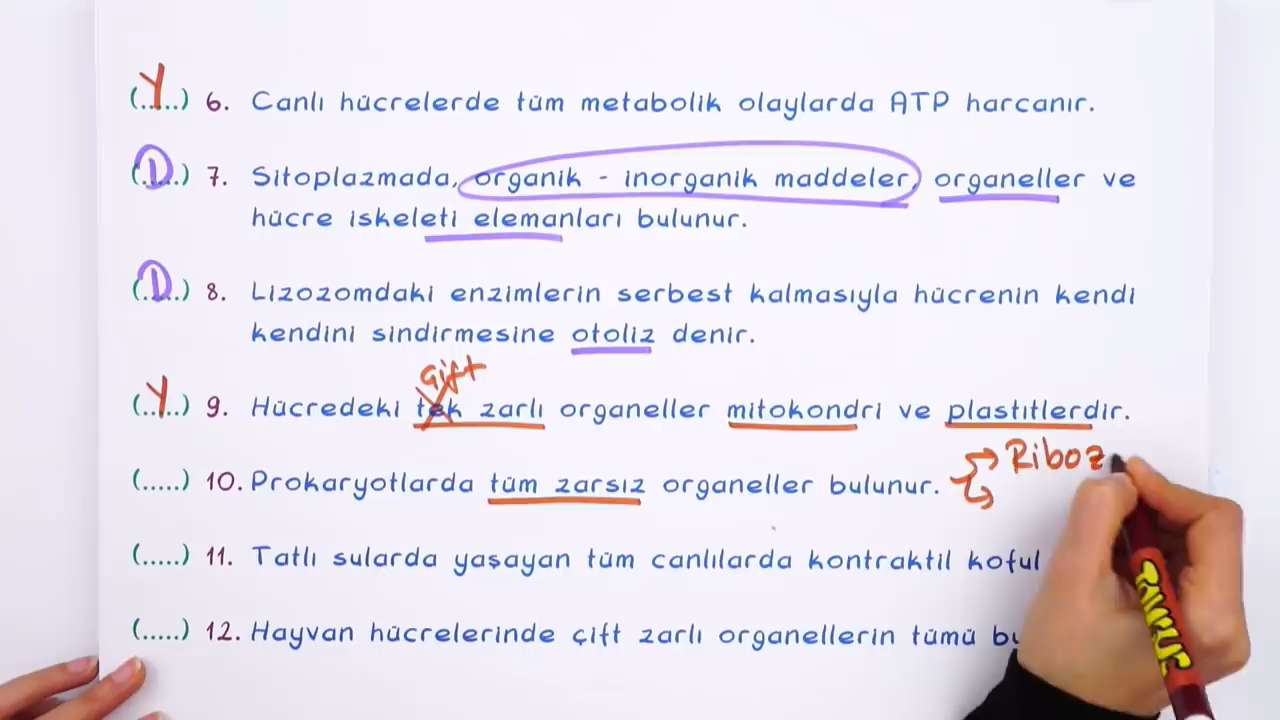 (..Y..) 6. Canlı hücrelerde tüm metabolik olaylarda ATP harcanır.
(..D..) 7. Sitoplazmada, organik - inorganik maddeler, organeller ve
hücre iskeleti elemanları bulunur.
(..D..) 8. Lizozomdaki enzimlerin serbest kalmasıyla hücrenin kendi
kendini sindirmesine otoliz denir.
Çift
(..Y..) 9. Hücredeki tek zarlı organeller mitokondri ve plastitlerdir.
Riboz
(.....) 10. Prokaryotlarda tüm zarsız organeller bulunur.
(.....) 11. Tatlı sularda yaşayan tüm canlılarda kontraktil koful
(.....) 12. Hayvan hücrelerinde çift zarlı organellerin tümü